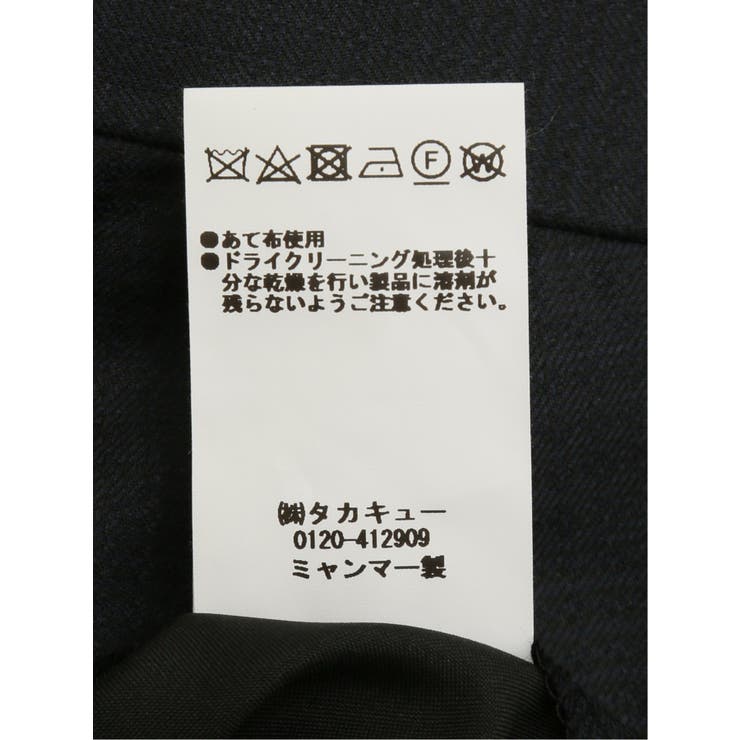 F W
●あて布使用
●ドライクリーニング処理後十
分な乾燥を行い製品に溶剤が
残らないようご注意ください。
㈱タカキュー
0120-412909
ミャンマー製